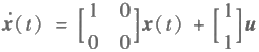 ẋ(t) = [1 0; 0 0] x(t) + [1; 1] u